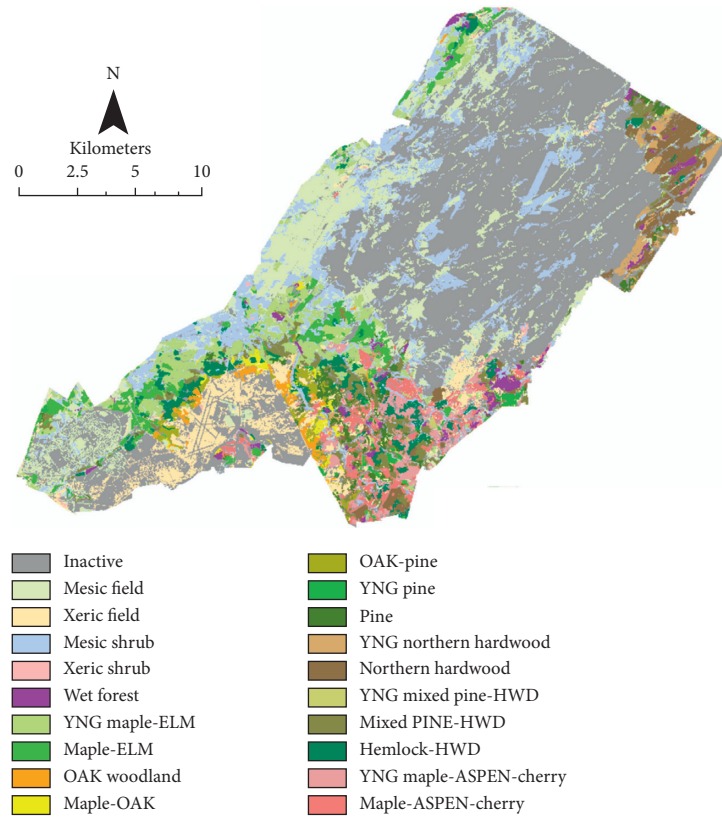 N
Kilometers
0 2.5 5 10
Inactive
Mesic field
Xeric field
Mesic shrub
Xeric shrub
Wet forest
YNG maple-ELM
Maple-ELM
OAK woodland
Maple-OAK
OAK-pine
YNG pine
Pine
YNG northern hardwood
Northern hardwood
YNG mixed pine-HWD
Mixed PINE-HWD
Hemlock-HWD
YNG maple-ASPEN-cherry
Maple-ASPEN-cherry